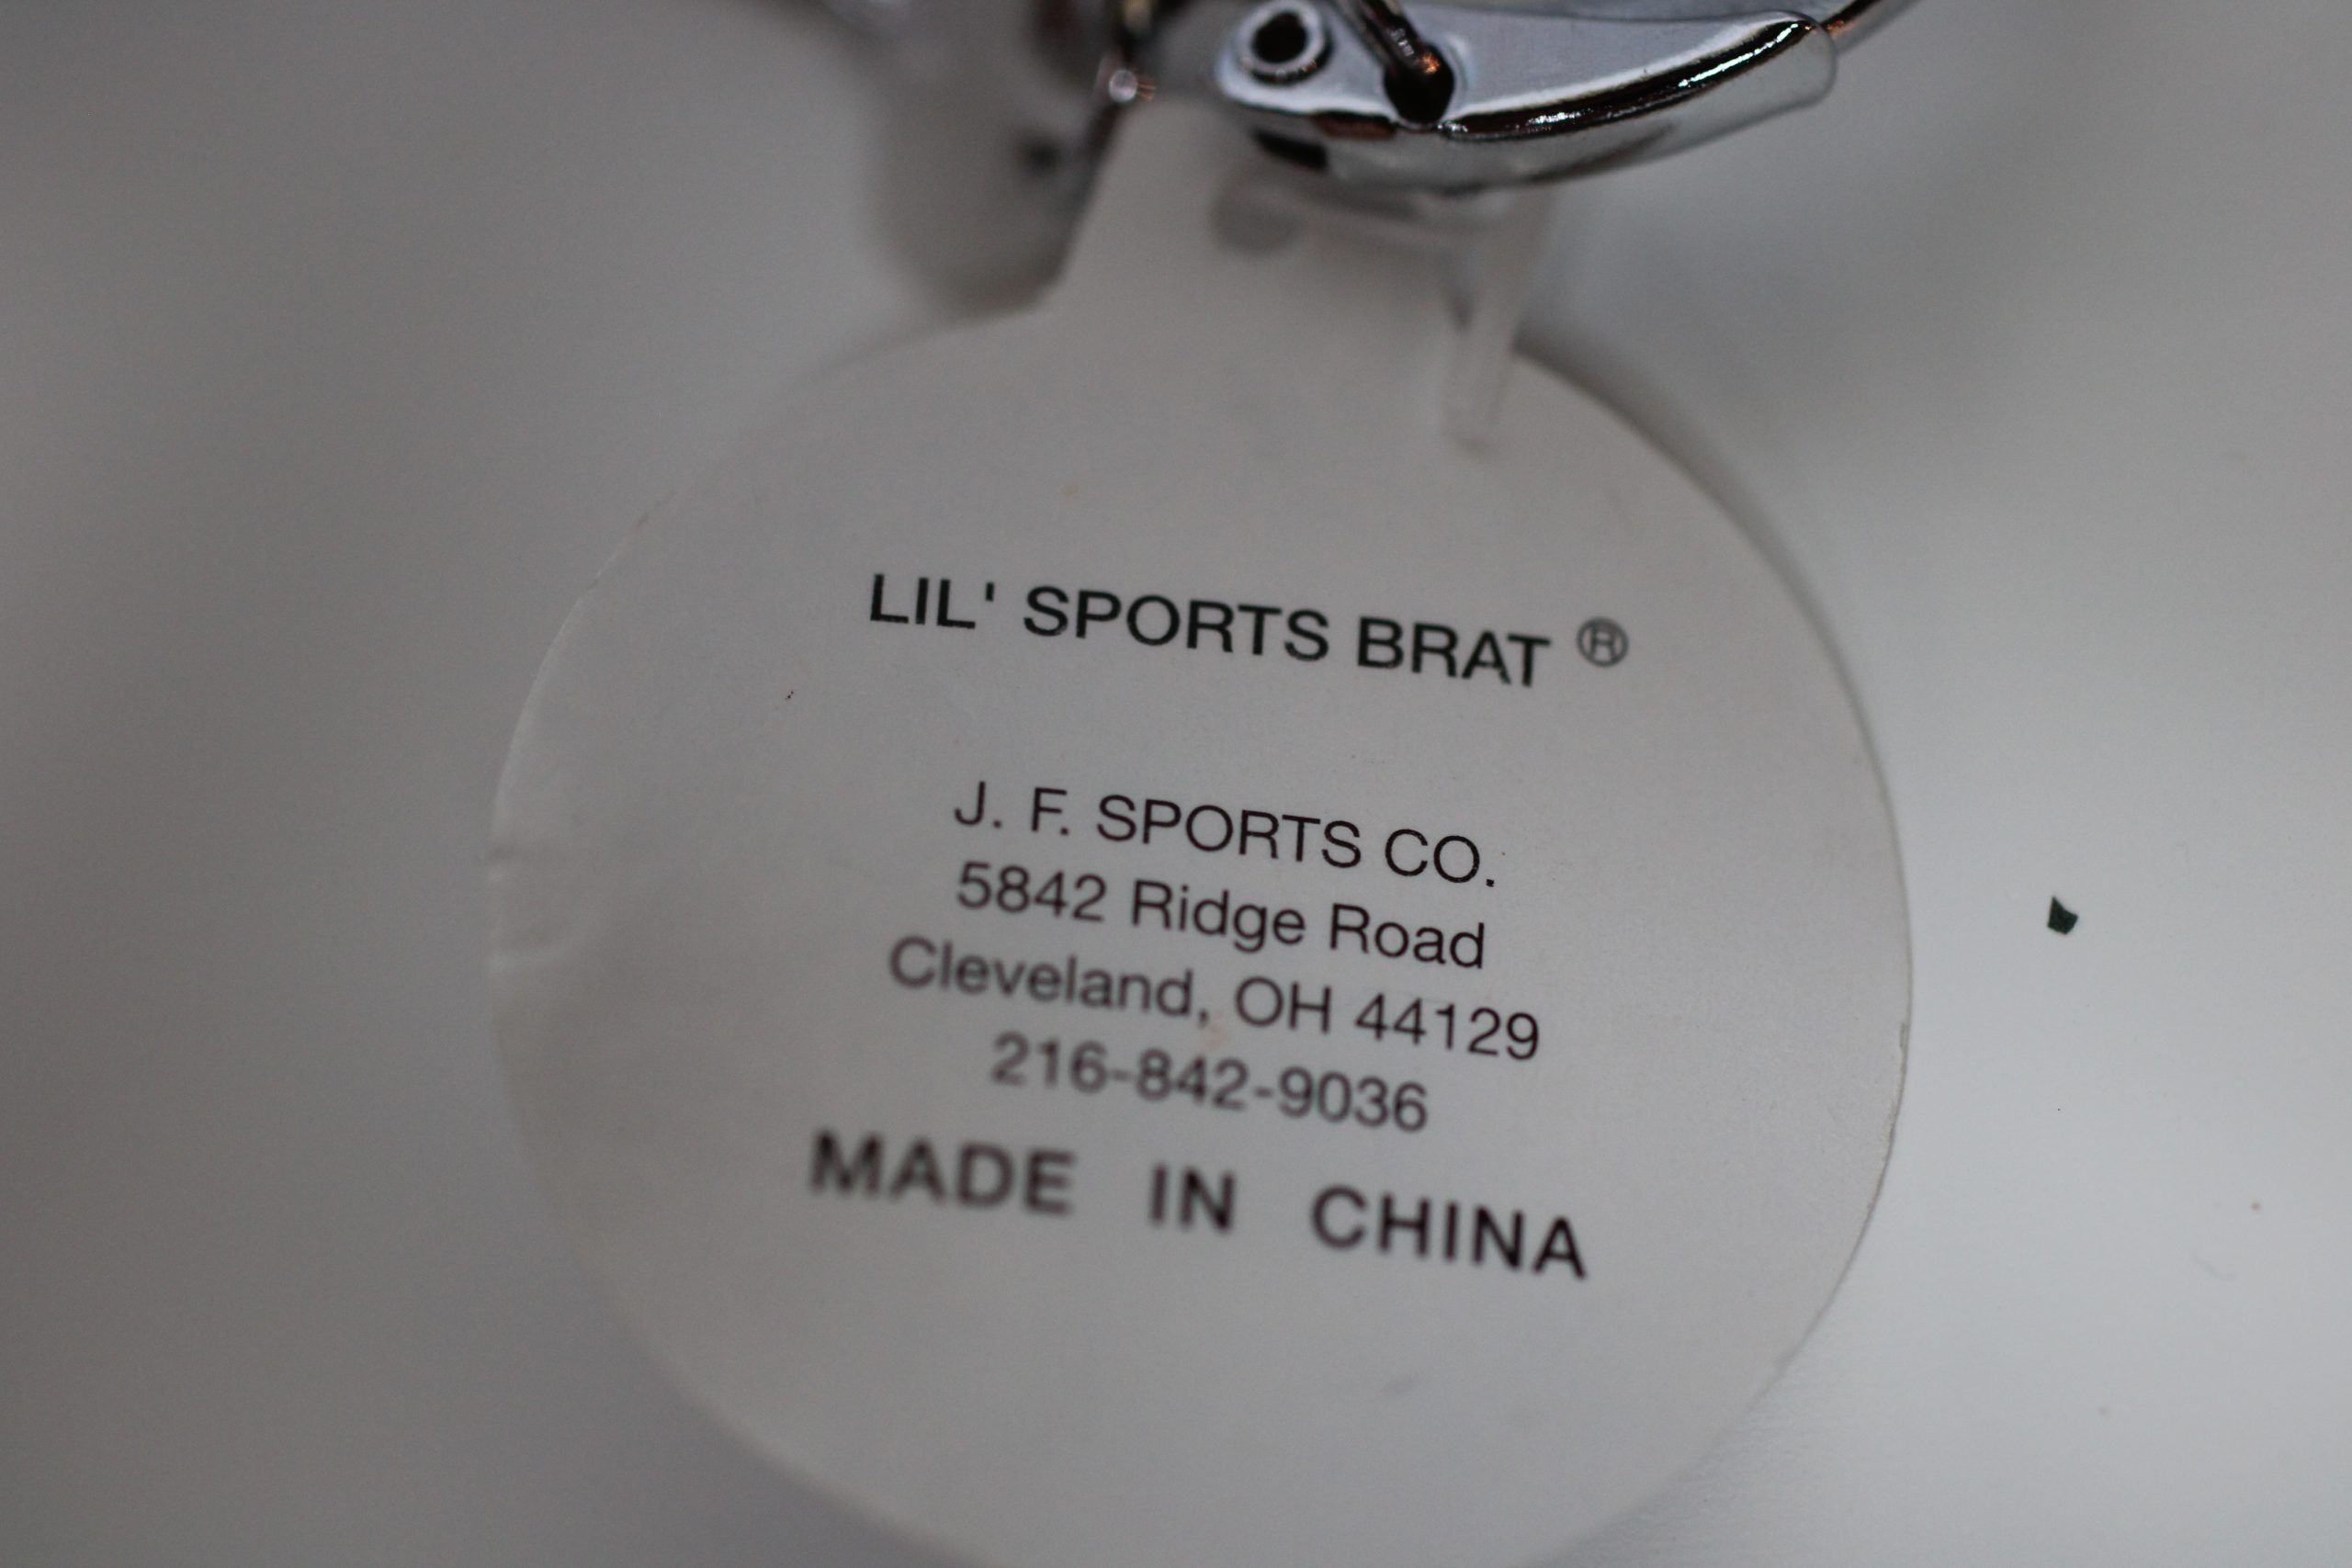 LIL' SPORTS BRAT ®
J. F. SPORTS CO.
5842 Ridge Road
Cleveland, OH 44129
216-842-9036
MADE IN CHINA